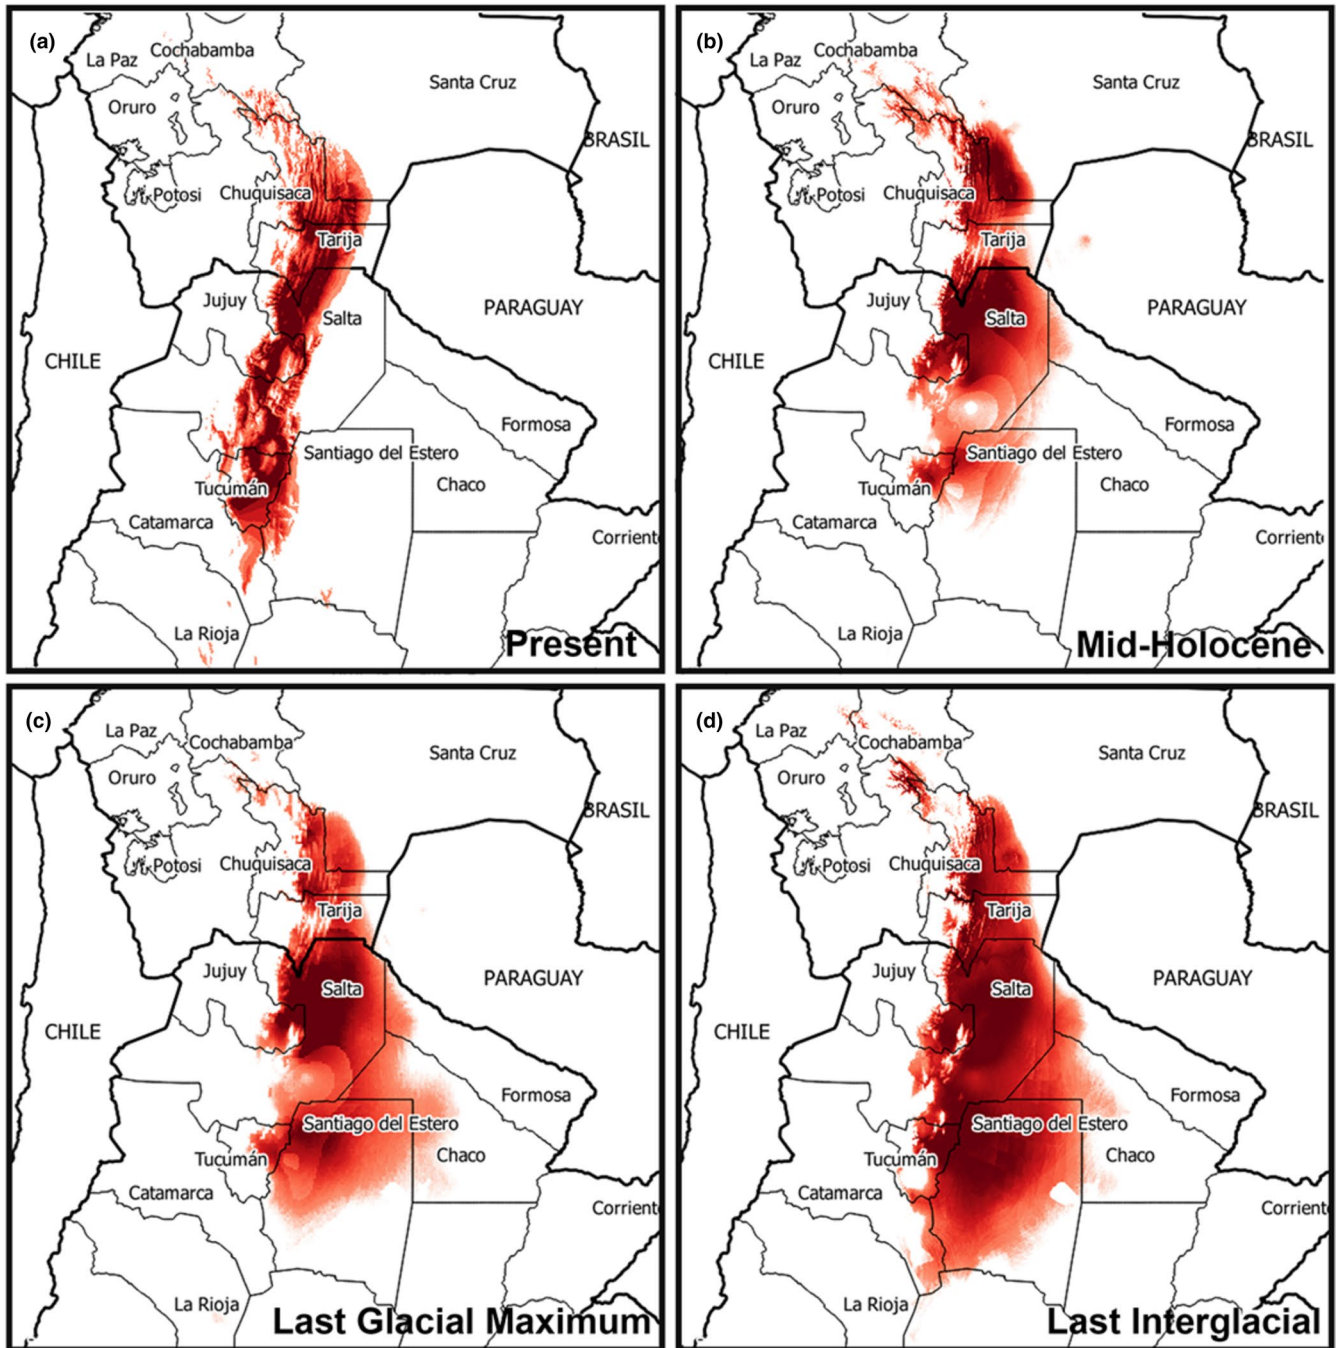 (a)
La Paz
Cochabamba
Oruro
Santa Cruz
BRASIL
Potosi
Chuquisaca
Tarija
Jujuy
Salta
PARAGUAY
CHILE
Formosa
Santiago del Estero
Tucumán
Chaco
Catamarca
Corrient
La Rioja
Present
(b)
La Paz
Cochabamba
Oruro
Santa Cruz
BRASIL
Potosi
Chuquisaca
Tarija
Jujuy
Salta
PARAGUAY
CHILE
Formosa
Santiago del Estero
Tucumán
Chaco
Catamarca
Corrient
La Rioja
Mid-Holocene
(c)
La Paz
Cochabamba
Oruro
Santa Cruz
BRASIL
Potosi
Chuquisaca
Tarija
Jujuy
Salta
PARAGUAY
CHILE
Formosa
Santiago del Estero
Tucumán
Chaco
Catamarca
Corrient
La Rioja
Last Glacial Maximum
(d)
La Paz
Cochabamba
Oruro
Santa Cruz
BRASIL
Potosi
Chuquisaca
Tarija
Jujuy
Salta
PARAGUAY
CHILE
Formosa
Santiago del Estero
Tucumán
Chaco
Catamarca
Corrient
La Rioja
Last Interglacial